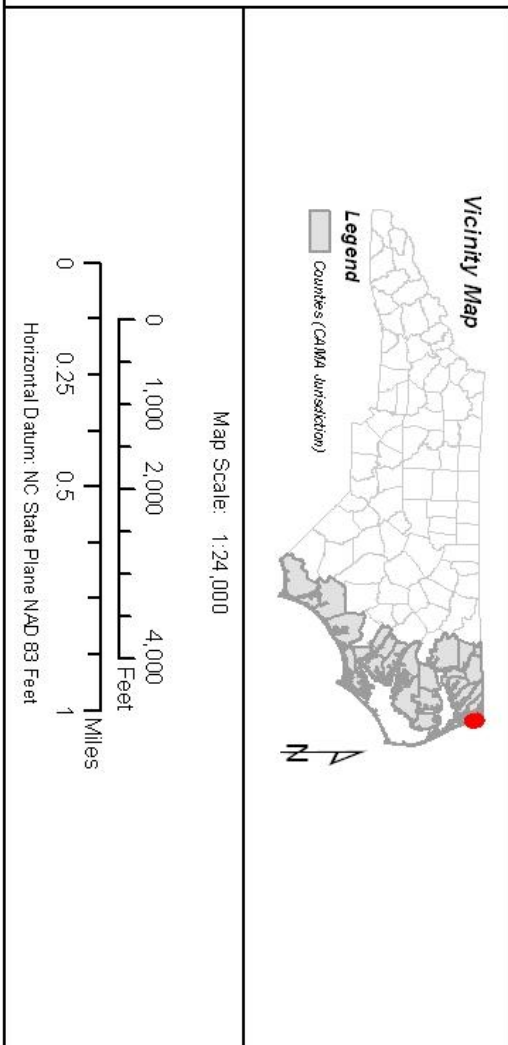 Vicinity Map
Legend
Counties (CAMA Jurisdiction)
N
Map Scale: 1:24,000
0 1,000 2,000 4,000
Feet
0 0.25 0.5 1
Miles
Horizontal Datum: NC State Plane NAD 83 Feet